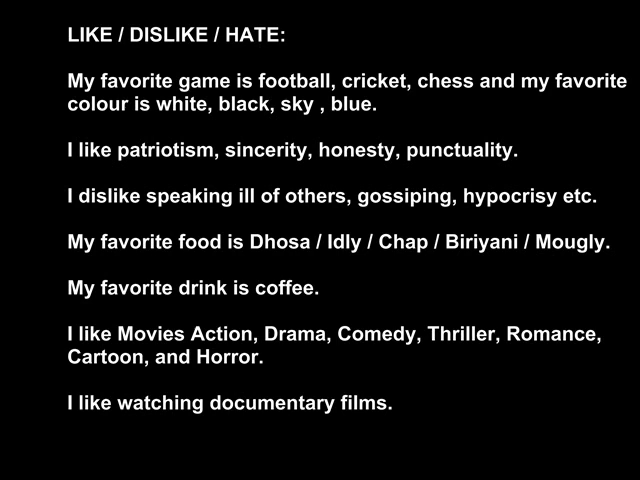 LIKE / DISLIKE / HATE:
My favorite game is football, cricket, chess and my favorite
colour is white, black, sky , blue.
I like patriotism, sincerity, honesty, punctuality.
I dislike speaking ill of others, gossiping, hypocrisy etc.
My favorite food is Dhosa / Idly / Chap / Biriyani / Mougly.
My favorite drink is coffee.
I like Movies Action, Drama, Comedy, Thriller, Romance,
Cartoon, and Horror.
I like watching documentary films.